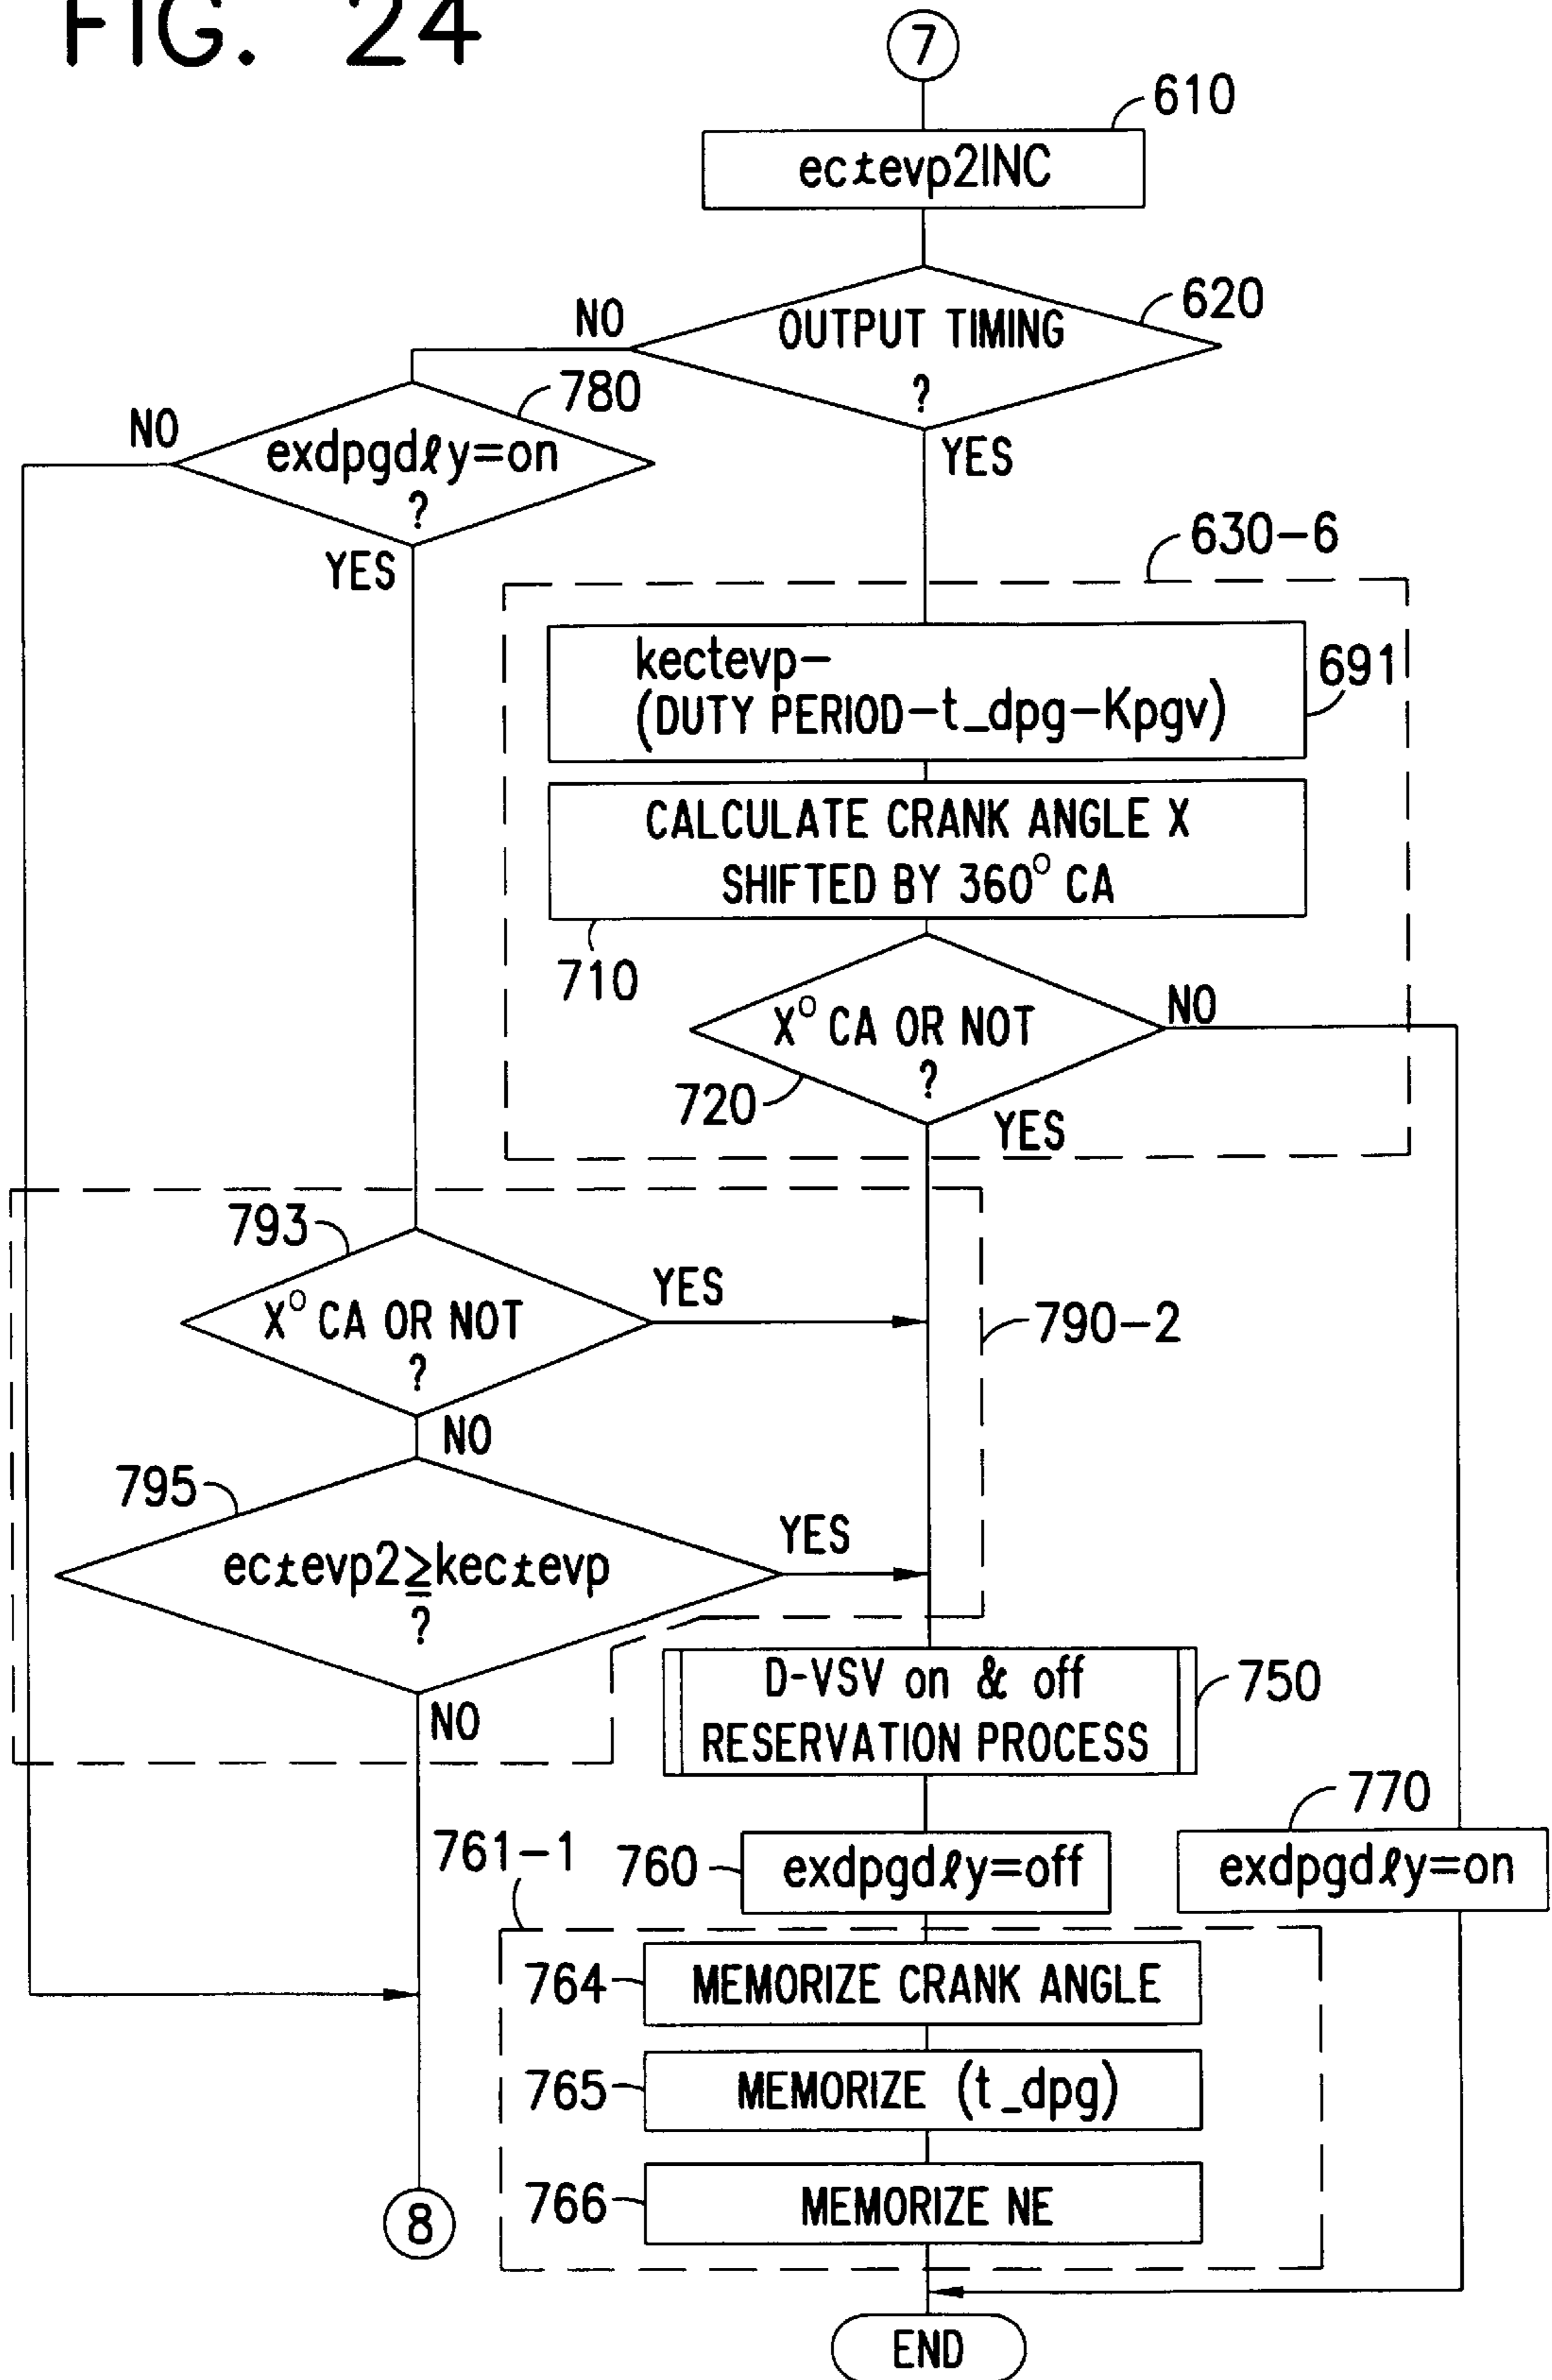 FIG. 24
7
610
ectevp2INC
620
OUTPUT TIMING
?
NO
YES
780
exdpgdℓy=on
?
NO
YES
630-6
kectevp-
(DUTY PERIOD-t_dpg-Kpgv)
691
CALCULATE CRANK ANGLE X
SHIFTED BY 360° CA
710
X° CA OR NOT
?
NO
720
YES
793
X° CA OR NOT
?
YES
790-2
NO
795
ectevp2≧kectevp
?
YES
NO
D-VSV on & off
RESERVATION PROCESS
750
770
761-1
760
exdpgdℓy=off
exdpgdℓy=on
764
MEMORIZE CRANK ANGLE
765
MEMORIZE (t_dpg)
766
MEMORIZE NE
8
END